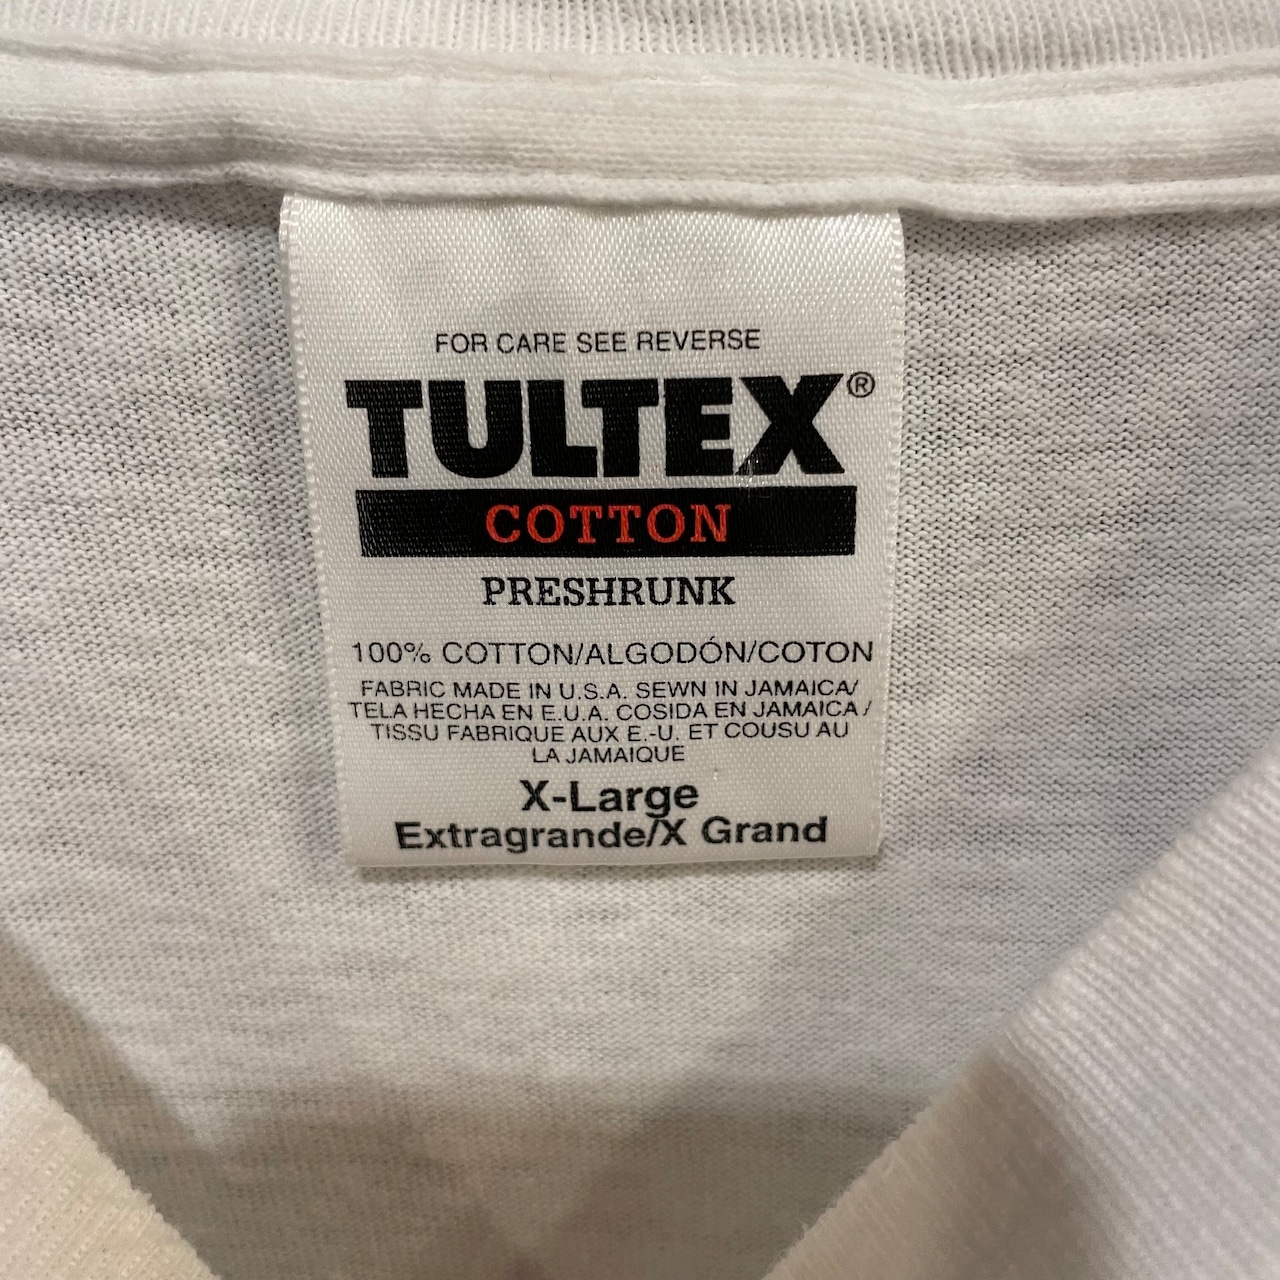 FOR CARE SEE REVERSE
TULTEX®
COTTON
PRESHRUNK
100% COTTON/ALGODÓN/COTON
FABRIC MADE IN U.S.A. SEWN IN JAMAICA/
TELA HECHA EN E.U.A. COSIDA EN JAMAICA /
TISSU FABRIQUE AUX E.-U. ET COUSU AU
LA JAMAIQUE
X-Large
Extragrande/X Grand